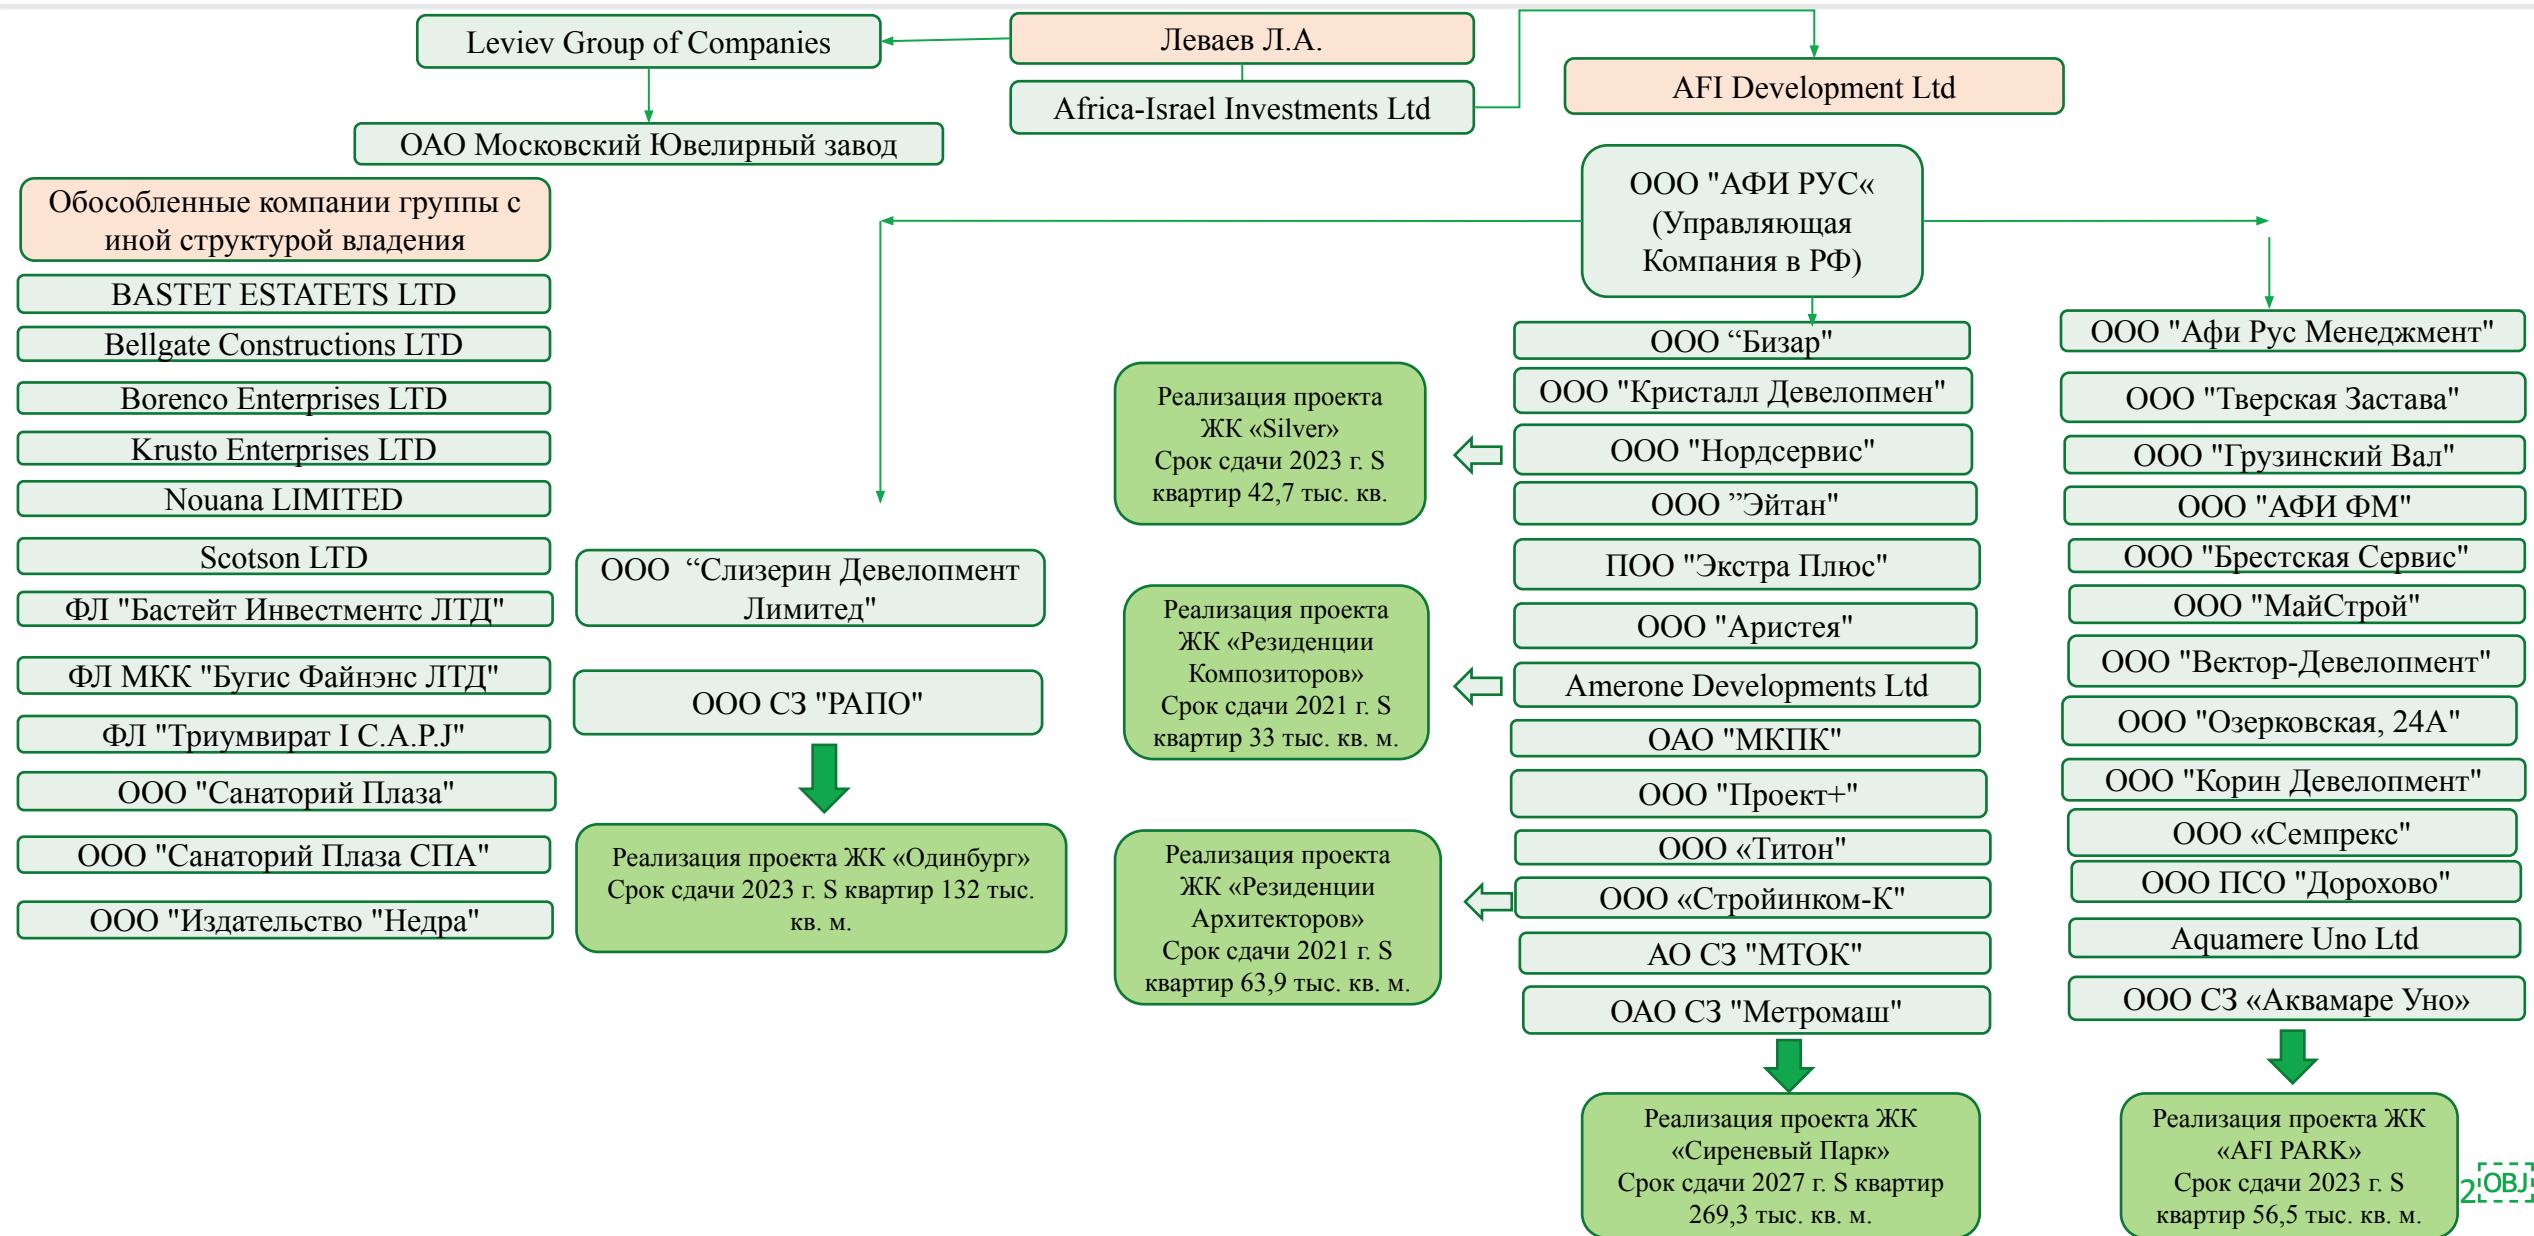 Leviev Group of Companies
Леваев Л.А.
Africa-Israel Investments Ltd
AFI Development Ltd
ОАО Московский Ювелирный завод
Обособленные компании группы с
иной структурой владения
BASTET ESTATETS LTD
Bellgate Constructions LTD
Borenco Enterprises LTD
Krusto Enterprises LTD
Nouana LIMITED
Scotson LTD
ФЛ "Бастейт Инвестментс ЛТД"
ФЛ МКК "Бугис Файнэнс ЛТД"
ФЛ "Триумвират I С.А.Р.J"
ООО "Санаторий Плаза"
ООО "Санаторий Плаза СПА"
ООО "Издательство "Недра"
ООО "АФИ РУС«
(Управляющая
Компания в РФ)
ООО  “Слизерин Девелопмент
Лимитед"
ООО СЗ "РАПО"
Реализация проекта ЖК «Одинбург»
Срок сдачи 2023 г. S квартир 132 тыс.
кв. м.
Реализация проекта
ЖК «Silver»
Срок сдачи 2023 г. S
квартир 42,7 тыс. кв.
Реализация проекта
ЖК «Резиденции
Композиторов»
Срок сдачи 2021 г. S
квартир 33 тыс. кв. м.
Реализация проекта
ЖК «Резиденции
Архитекторов»
Срок сдачи 2021 г. S
квартир 63,9 тыс. кв. м.
ООО “Бизар"
ООО "Кристалл Девелопмен"
ООО "Нордсервис"
ООО ”Эйтан"
ПОО "Экстра Плюс"
ООО "Аристея"
Amerone Developments Ltd
ОАО "МКПК"
ООО "Проект+"
ООО «Титон"
ООО «Стройинком-К"
АО СЗ "МТОК"
ОАО СЗ "Метромаш"
Реализация проекта ЖК
«Сиреневый Парк»
Срок сдачи 2027 г. S квартир
269,3 тыс. кв. м.
ООО "Афи Рус Менеджмент"
ООО "Тверская Застава"
ООО "Грузинский Вал"
ООО "АФИ ФМ"
ООО "Брестская Сервис"
ООО "МайСтрой"
ООО "Вектор-Девелопмент"
ООО "Озерковская, 24А"
ООО "Корин Девелопмент"
ООО «Семпрекс"
ООО ПСО "Дорохово"
Aquamere Uno Ltd
ООО СЗ «Аквамаре Уно»
Реализация проекта ЖК
«AFI PARK»
Срок сдачи 2023 г. S
квартир 56,5 тыс. кв. м.
2 OBJ